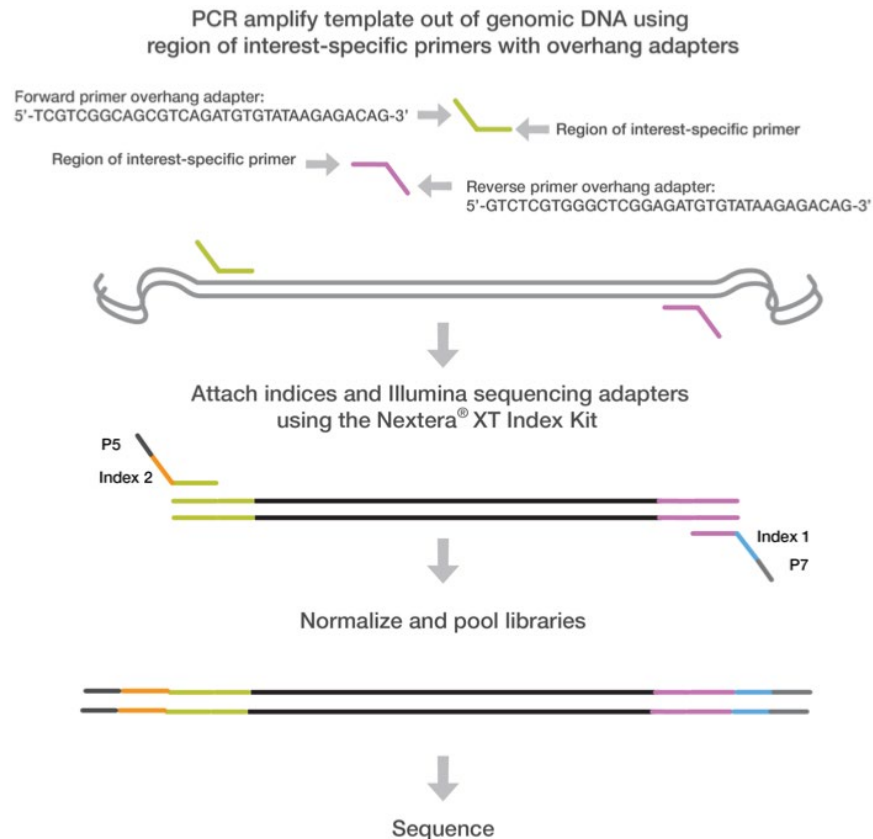 PCR amplify template out of genomic DNA using
region of interest-specific primers with overhang adapters
Forward primer overhang adapter:
5'-TCGTCGGCAGCGTCAGATGTGTATAAGAGACAG-3'
Region of interest-specific primer
Region of interest-specific primer
Reverse primer overhang adapter:
5'-GTCTCGTGGGCTCGGAGATGTGTATAAGAGACAG-3'
Attach indices and Illumina sequencing adapters
using the Nextera® XT Index Kit
P5
Index 2
Index 1
P7
Normalize and pool libraries
Sequence